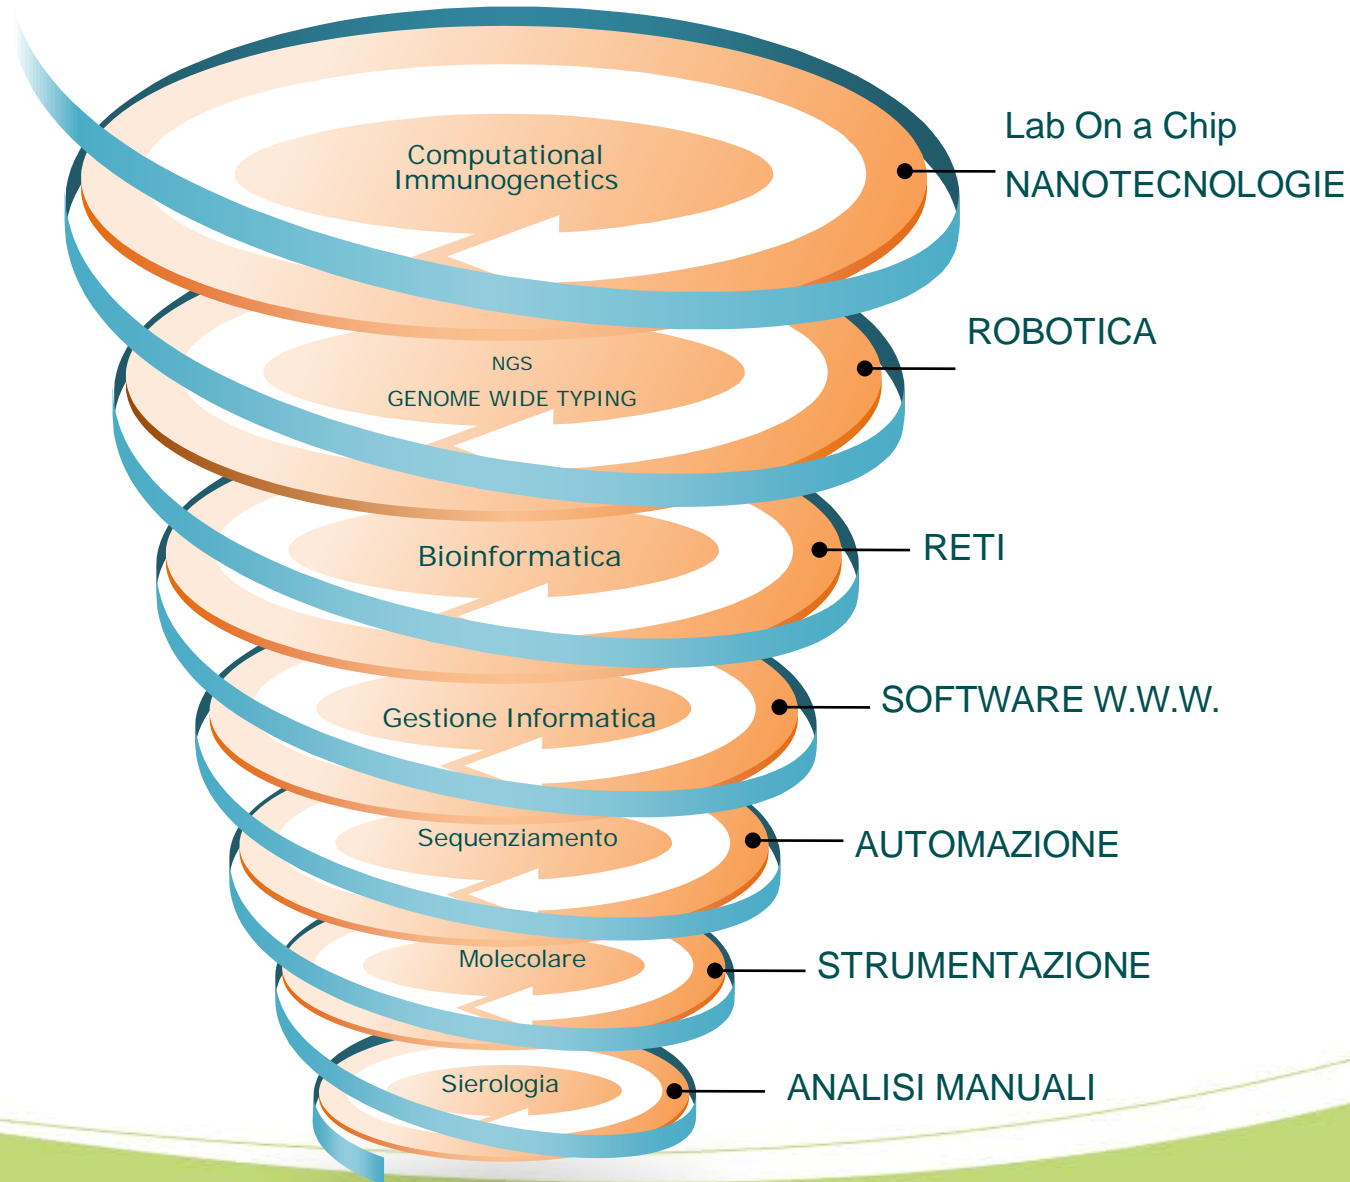 Computational
Immunogenetics
Lab On a Chip
NANOTECNOLOGIE
NGS
GENOME WIDE TYPING
ROBOTICA
Bioinformatica
RETI
Gestione Informatica
SOFTWARE W.W.W.
Sequenziamento
AUTOMAZIONE
Molecolare
STRUMENTAZIONE
Sierologia
ANALISI MANUALI